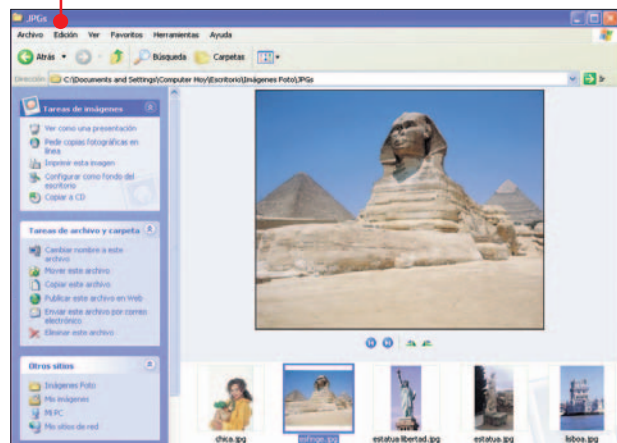 JPGs
Archivo Edición Ver Favoritos Herramientas Ayuda
Atrás Búsqueda Carpetas
Dirección C:\Documents and Settings\Computer Hoy\Escritorio\Imágenes Foto\JPGs Ir
Tareas de imágenes
Ver como una presentación
Pedir copias fotográficas en
línea
Imprimir esta imagen
Configurar como fondo del
escritorio
Copiar a CD
Tareas de archivo y carpeta
Cambiar nombre a este
archivo
Mover este archivo
Copiar este archivo
Publicar este archivo en Web
Enviar este archivo por correo
electrónico
Eliminar este archivo
Otros sitios
Imágenes Foto
Mis imágenes
Mi PC
Mis sitios de red
chica.jpg esfinge.jpg estatua libertad.jpg estatua.jpg lisboa.jpg